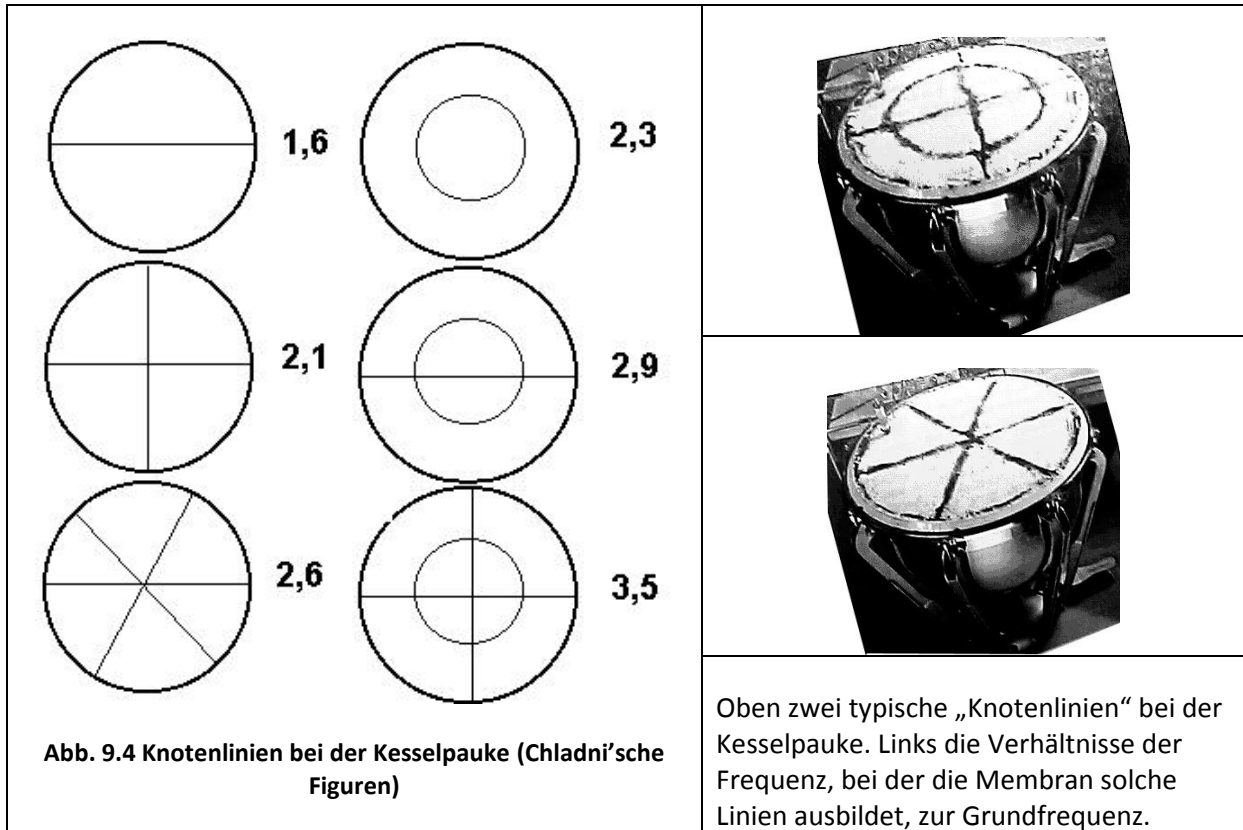 1,6
2,3
2,1
2,9
2,6
3,5
Abb. 9.4 Knotenlinien bei der Kesselpauke (Chladni’sche
Figuren)
Oben zwei typische „Knotenlinien“ bei der
Kesselpauke. Links die Verhältnisse der
Frequenz, bei der die Membran solche
Linien ausbildet, zur Grundfrequenz.